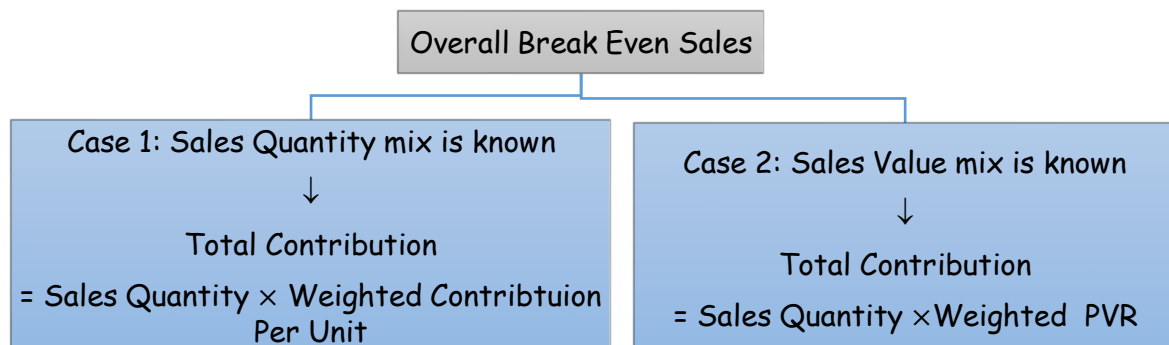 Overall Break Even Sales
Case 1: Sales Quantity mix is known
↓
Total Contribution
= Sales Quantity × Weighted Contribtuion
Per Unit
Case 2: Sales Value mix is known
↓
Total Contribution
= Sales Quantity ×Weighted PVR